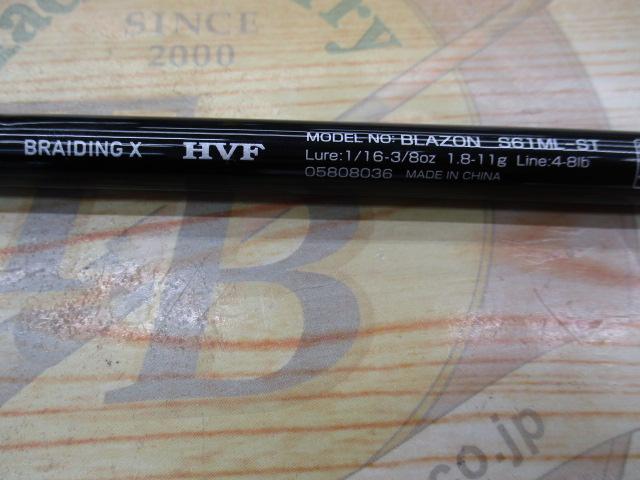 SINCE
2000
BRAIDING X HVF
MODEL NO: BLAZON S61ML-ST
Lure:1/16-3/8oz 1.8-11g Line:4-8lb
05808036 MADE IN CHINA
B
.co.jp